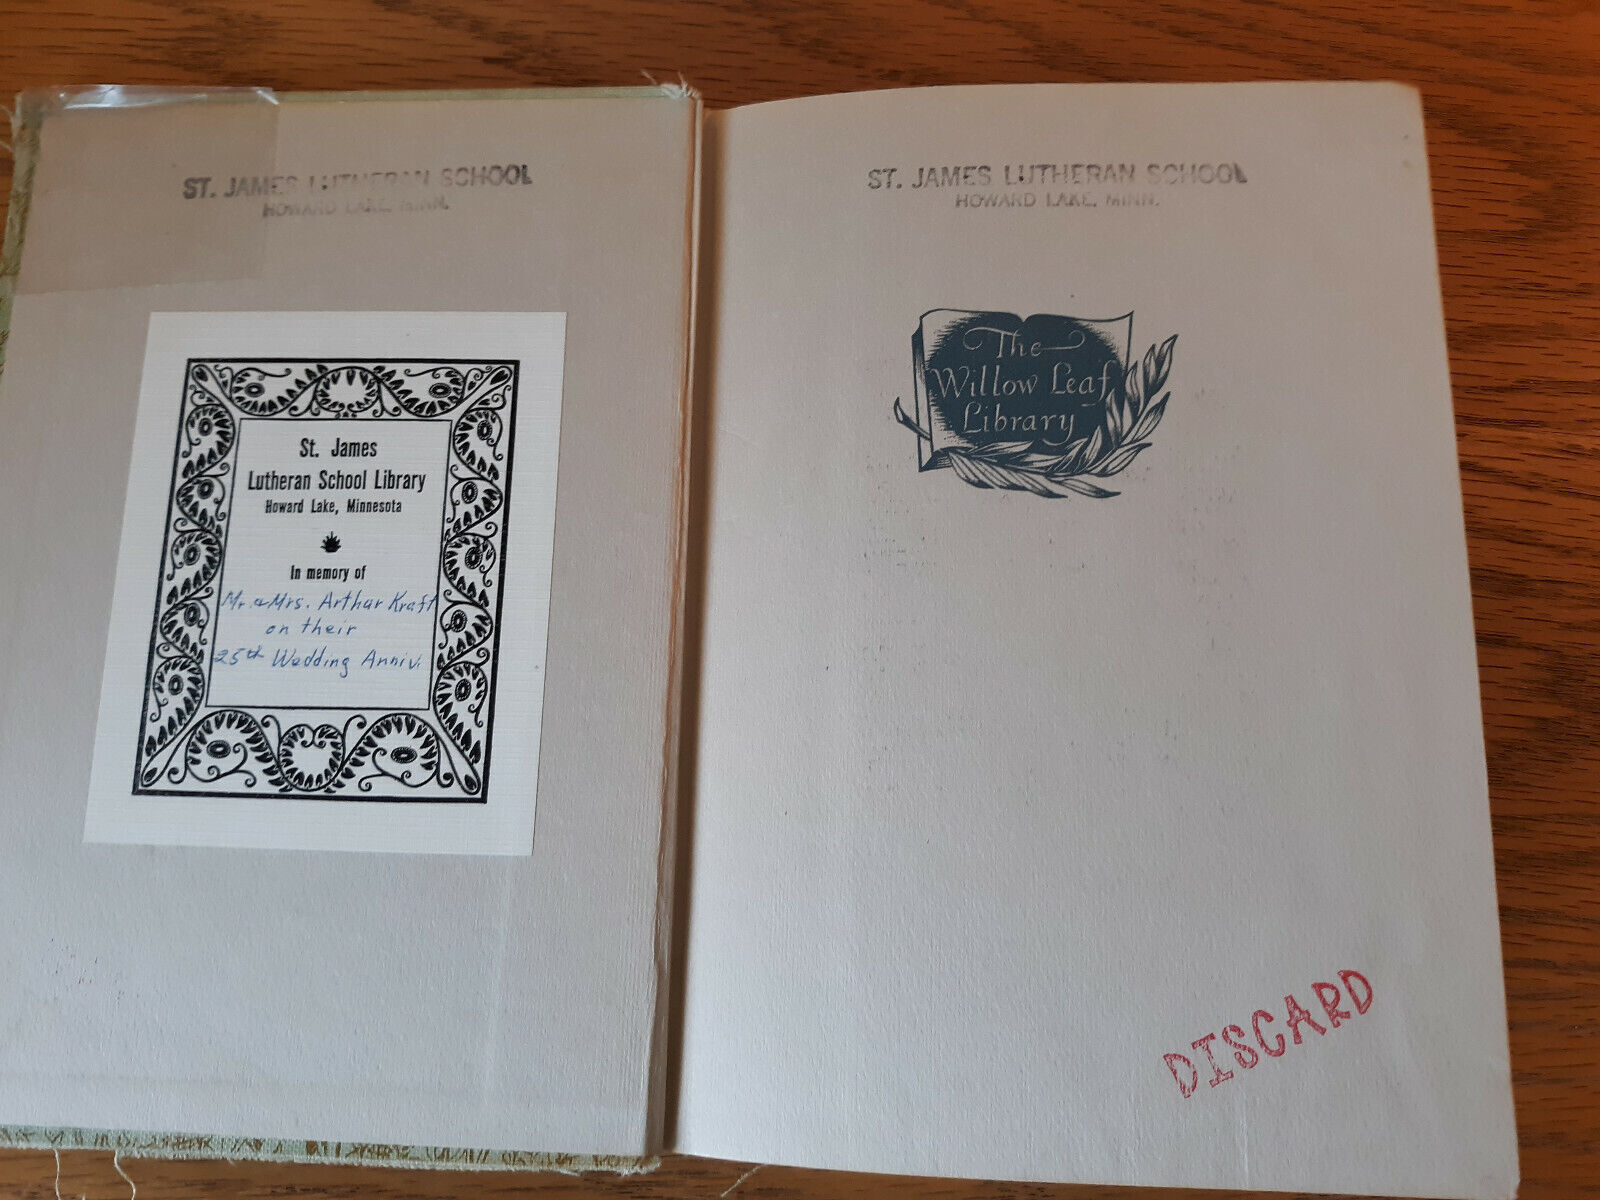 ST. JAMES LUTHERAN SCHOOL
HOWARD LAKE, MINN.
St. James
Lutheran School Library
Howard Lake, Minnesota
In memory of
Mr. & Mrs. Arthur Kraft
on their
25th Wedding Anniv.
ST. JAMES LUTHERAN SCHOOL
HOWARD LAKE, MINN.
The
Willow Leaf
Library
DISCARD